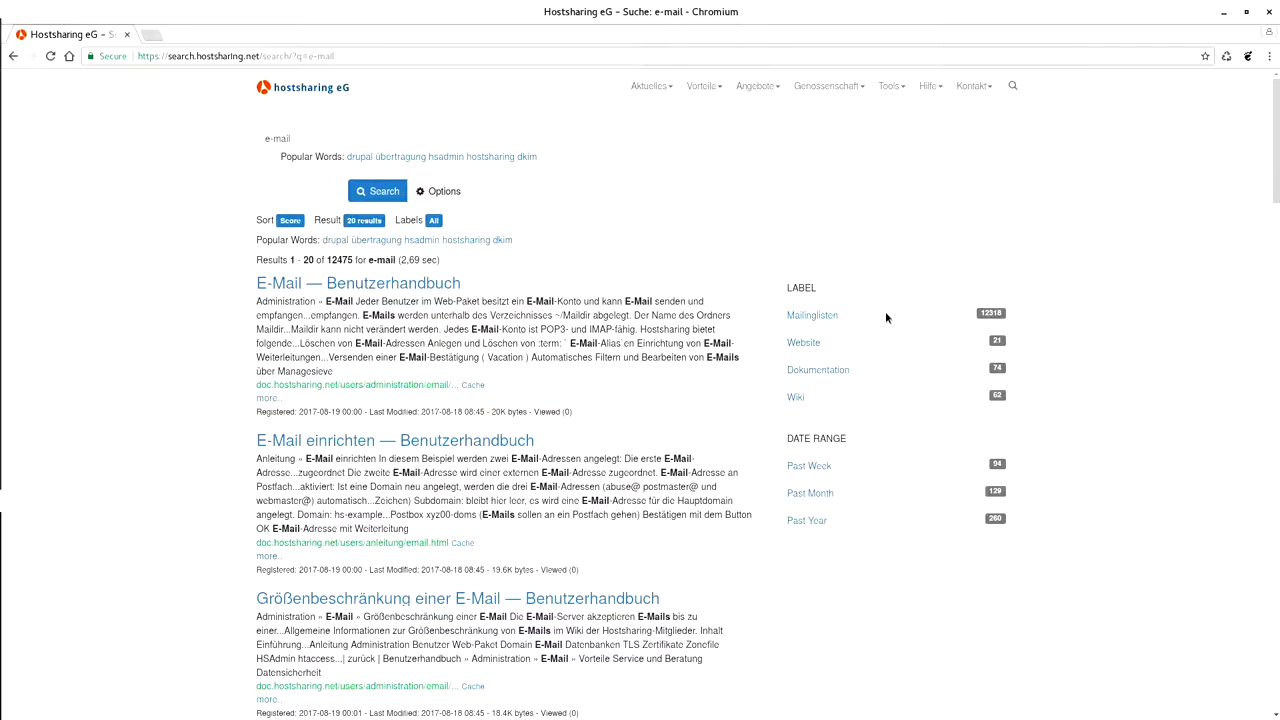 Hostsharing eG – Suche: e-mail - Chromium
Hostsharing eG – S
Secure https://search.hostsharing.net/search/?q=e-mail
hostsharing eG
Aktuelles Vorteile Angebote Genossenschaft Tools Hilfe Kontakt
e-mail
Popular Words: drupal übertragung hsadmin hostsharing dkim
Search Options
Sort Score Result 20 results Labels All
Popular Words: drupal übertragung hsadmin hostsharing dkim
Results 1 - 20 of 12475 for e-mail (2,69 sec)
E-Mail — Benutzerhandbuch
Administration » E-Mail Jeder Benutzer im Web-Paket besitzt ein E-Mail-Konto und kann E-Mail senden und
empfangen...empfangen. E-Mails werden unterhalb des Verzeichnisses ~/Maildir abgelegt. Der Name des Ordners
Maildir...Maildir kann nicht verändert werden. Jedes E-Mail-Konto ist POP3- und IMAP-fähig. Hostsharing bietet
folgende...Löschen von E-Mail-Adressen Anlegen und Löschen von :term: ` E-Mail-Alias`en Einrichtung von E-Mail-
Weiterleitungen...Versenden einer E-Mail-Bestätigung ( Vacation ) Automatisches Filtern und Bearbeiten von E-Mails
über Managesieve
doc.hostsharing.net/users/administration/email/... Cache
more..
Registered: 2017-08-19 00:00 - Last Modified: 2017-08-18 08:45 - 20K bytes - Viewed (0)
E-Mail einrichten — Benutzerhandbuch
Anleitung » E-Mail einrichten In diesem Beispiel werden zwei E-Mail-Adressen angelegt: Die erste E-Mail-
Adresse...zugeordnet Die zweite E-Mail-Adresse wird einer externen E-Mail-Adresse zugeordnet. E-Mail-Adresse an
Postfach...aktiviert: Ist eine Domain neu angelegt, werden die drei E-Mail-Adressen (abuse@ postmaster@ und
webmaster@) automatisch...Zeichen) Subdomain: bleibt hier leer, es wird eine E-Mail-Adresse für die Hauptdomain
angelegt. Domain: hs-example...Postbox xyz00-doms (E-Mails sollen an ein Postfach gehen) Bestätigen mit dem Button
OK E-Mail-Adresse mit Weiterleitung
doc.hostsharing.net/users/anleitung/email.html Cache
more..
Registered: 2017-08-19 00:00 - Last Modified: 2017-08-18 08:45 - 19.6K bytes - Viewed (0)
Größenbeschränkung einer E-Mail — Benutzerhandbuch
Administration » E-Mail » Größenbeschränkung einer E-Mail Die E-Mail-Server akzeptieren E-Mails bis zu
einer...Allgemeine Informationen zur Größenbeschränkung von E-Mails im Wiki der Hostsharing-Mitglieder. Inhalt
Einführung...Anleitung Administration Benutzer Web-Paket Domain E-Mail Datenbanken TLS Zertifikate Zonefile
HSAdmin htaccess...| zurück | Benutzerhandbuch » Administration » E-Mail » Vorteile Service und Beratung
Datensicherheit
doc.hostsharing.net/users/administration/email/... Cache
more..
Registered: 2017-08-19 00:01 - Last Modified: 2017-08-18 08:45 - 18.4K bytes - Viewed (0)
LABEL
Mailinglisten 12318
Website 21
Dokumentation 74
Wiki 62
DATE RANGE
Past Week 94
Past Month 129
Past Year 260